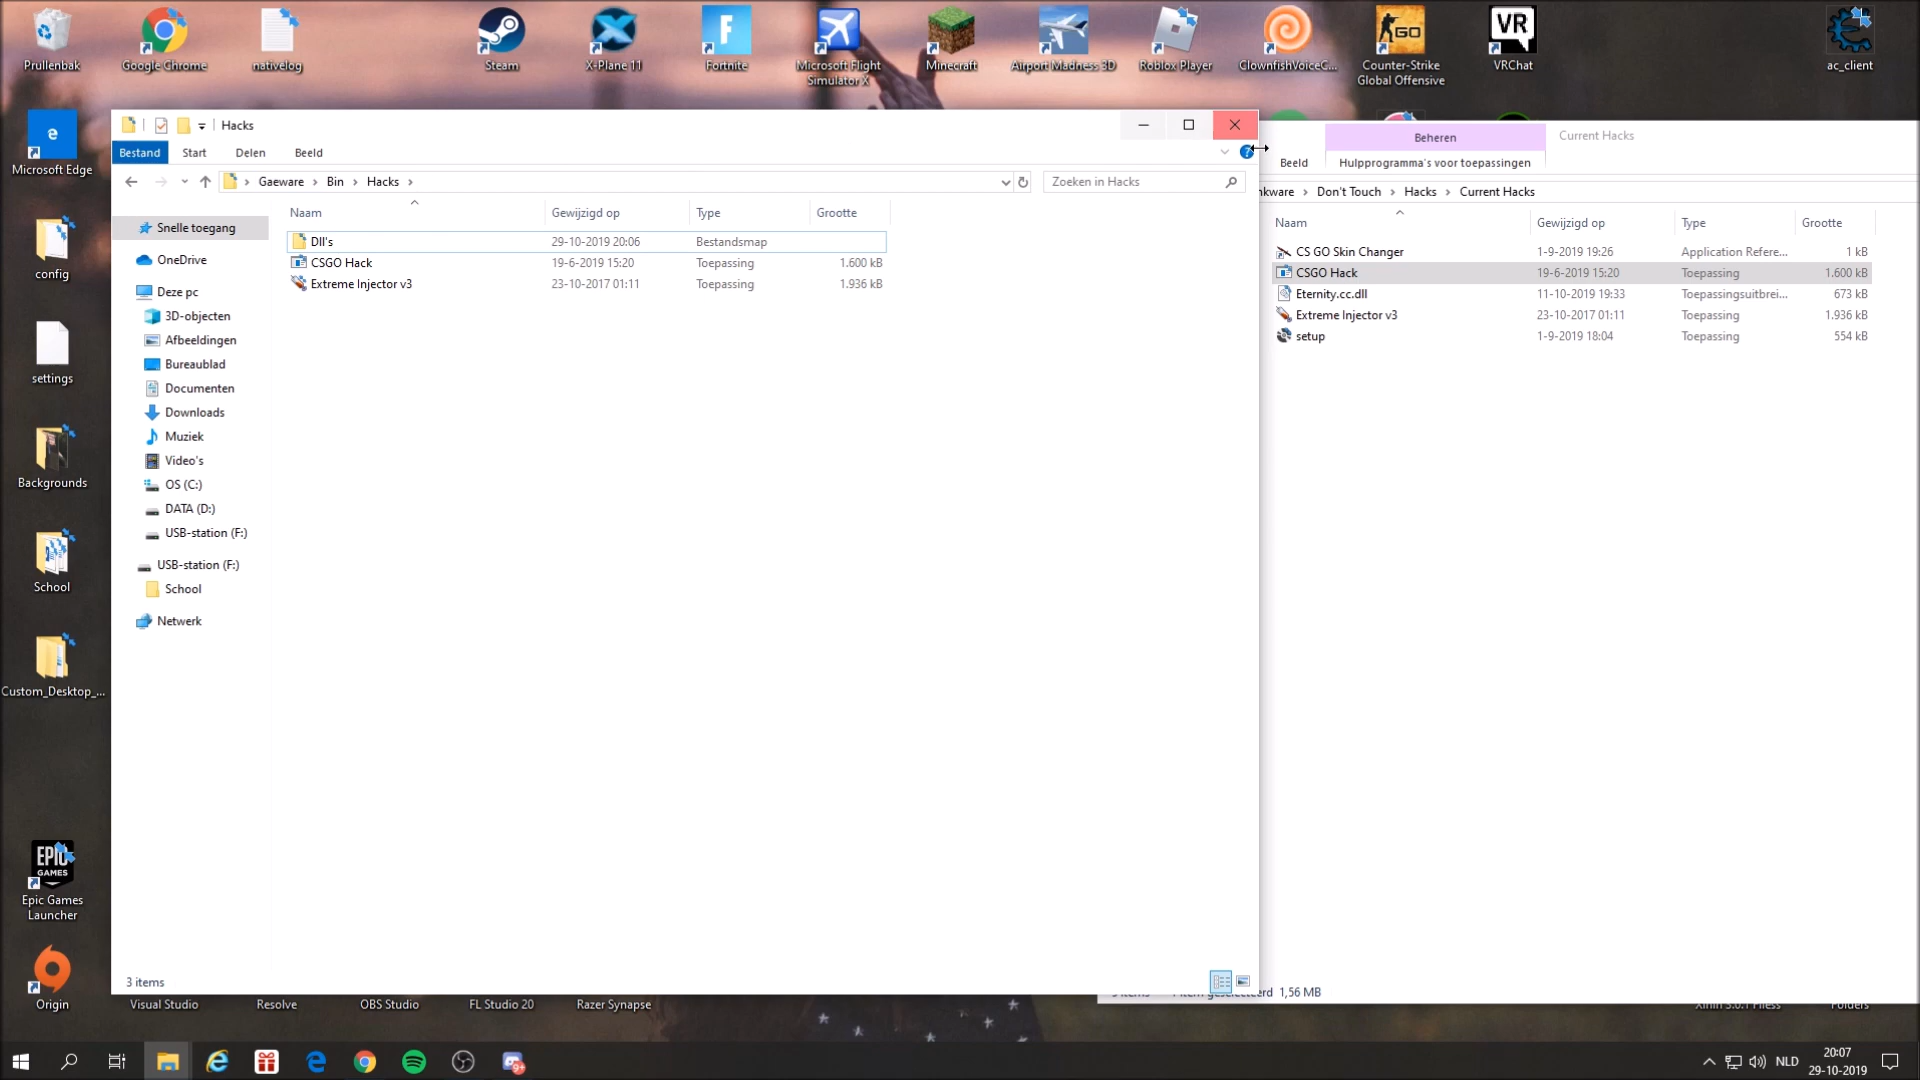 Prullenbak
Google Chrome
nativelog
Steam
X-Plane 11
Fortnite
Microsoft Flight
Simulator X
Minecraft
Airport Madness 3D
Roblox Player
ClownfishVoiceC...
Counter-Strike
Global Offensive
VRChat
ac_client
Microsoft Edge
config
settings
Backgrounds
School
Custom_Desktop_...
Epic Games
Launcher
Origin
Hacks
Bestand Start Delen Beeld
Gaeware > Bin > Hacks >
Zoeken in Hacks
Naam Gewijzigd op Type Grootte
Dll's 29-10-2019 20:06 Bestandsmap
CSGO Hack 19-6-2019 15:20 Toepassing 1.600 kB
Extreme Injector v3 23-10-2017 01:11 Toepassing 1.936 kB
Snelle toegang
OneDrive
Deze pc
3D-objecten
Afbeeldingen
Bureaublad
Documenten
Downloads
Muziek
Video's
OS (C:)
DATA (D:)
USB-station (F:)
USB-station (F:)
School
Netwerk
3 items
Beheren
Current Hacks
Beeld
Hulpprogramma's voor toepassingen
Don't Touch > Hacks > Current Hacks
Naam Gewijzigd op Type Grootte
CS GO Skin Changer 1-9-2019 19:26 Application Refere... 1 kB
CSGO Hack 19-6-2019 15:20 Toepassing 1.600 kB
Eternity.cc.dll 11-10-2019 19:33 Toepassingsuitbrei... 673 kB
Extreme Injector v3 23-10-2017 01:11 Toepassing 1.936 kB
setup 1-9-2019 18:04 Toepassing 554 kB
1,56 MB
Visual Studio
Resolve
OBS Studio
FL Studio 20
Razer Synapse
Folders
NLD
20:07
29-10-2019